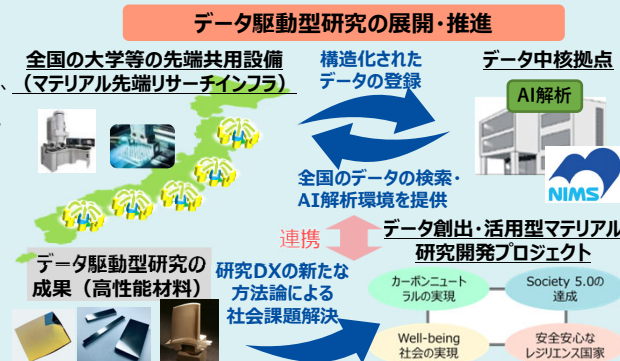 データ駆動型研究の展開・推進
全国の大学等の先端共用設備
、（マテリアル先端リサーチインフラ）
構造化された
データの登録
データ中核拠点
AI解析
NIMS
全国のデータの検索・
AI解析環境を提供
連携
データ創出・活用型マテリアル
研究開発プロジェクト
データ駆動型研究の
成果（高性能材料）
研究DXの新たな
方法論による
社会課題解決
カーボンニュート
ラルの実現
Society 5.0の
達成
Well-being
社会の実現
安全安心な
レジリエンス国家